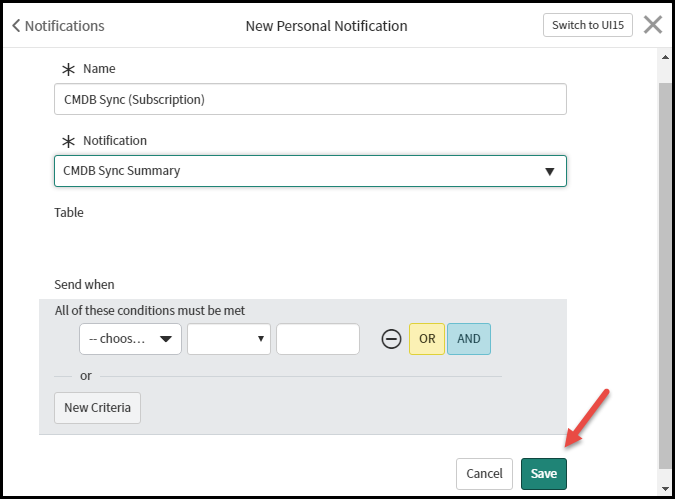 Notifications
New Personal Notification
Switch to UI15
Name
CMDB Sync (Subscription)
Notification
CMDB Sync Summary
Table
Send when
All of these conditions must be met
-- choos...
OR
AND
or
New Criteria
Cancel
Save